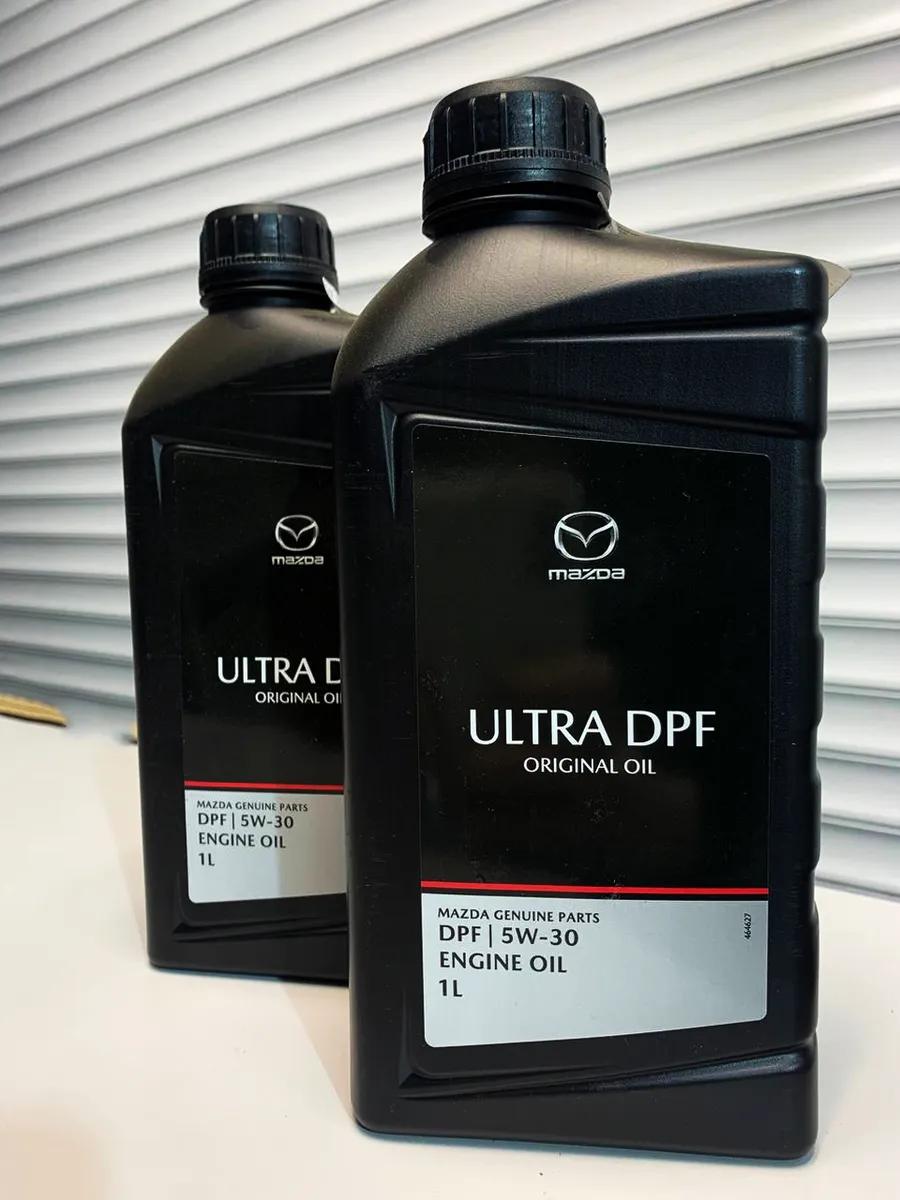 mazda
ULTRA D
ORIGINAL OIL
MAZDA GENUINE PARTS
DPF | 5W-30
ENGINE OIL
1L
mazda
ULTRA DPF
ORIGINAL OIL
MAZDA GENUINE PARTS
DPF | 5W-30
ENGINE OIL
1L
464627